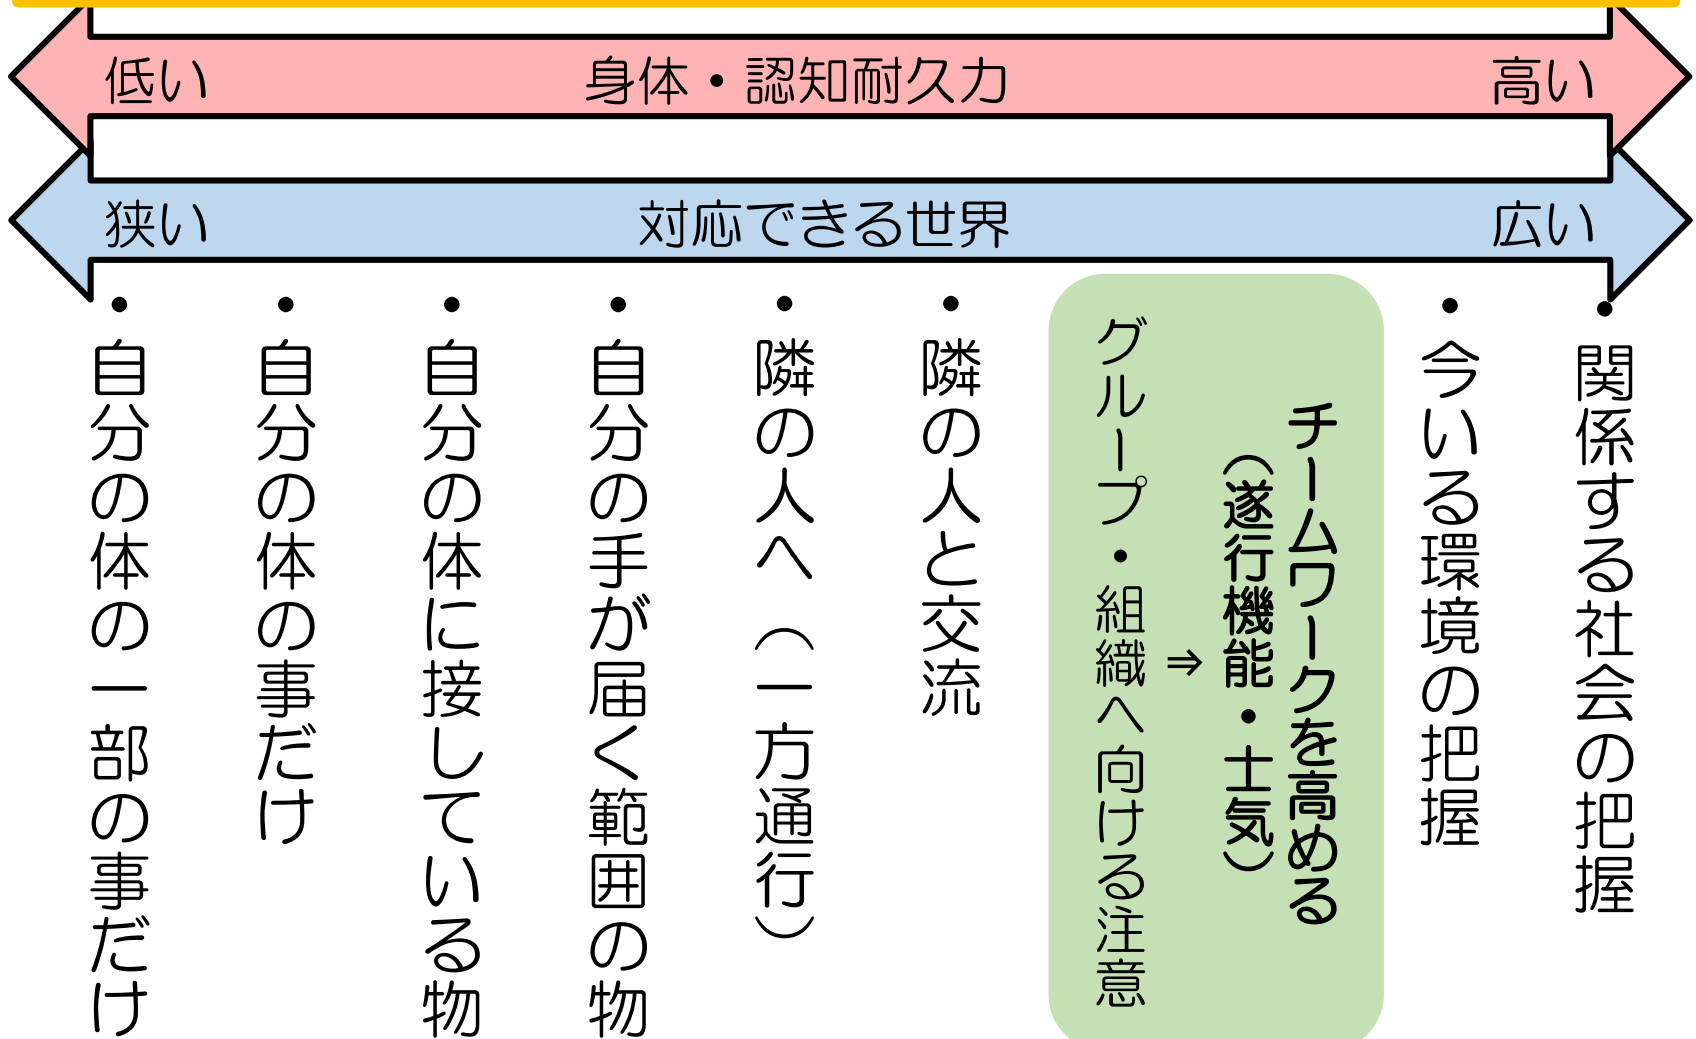 低い 身体・認知耐久力 高い
狭い 対応できる世界 広い
・自分の体の一部の事だけ
・自分の体の事だけ
・自分の体に接している物
・自分の手が届く範囲の物
・隣の人へ（一方通行）
・隣の人と交流
グループ・組織へ向ける注意
⇒
チームワークを高める
（遂行機能・士気）
・今いる環境の把握
・関係する社会の把握